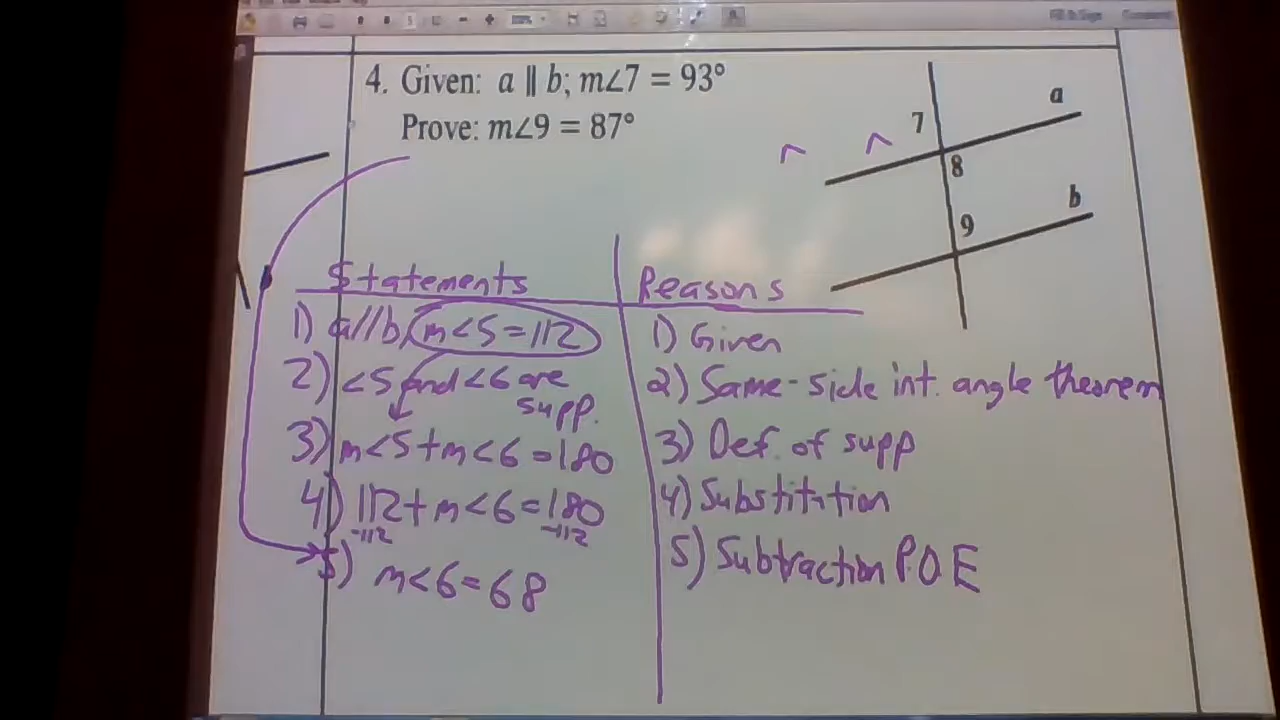 4. Given: a ∥ b; m∠7 = 93°
Prove: m∠9 = 87°
a
7
8
b
9
Statements
Reasons
1) a//b, m<5=112
1) Given
2) <5 and <6 are supp.
2) Same-side int. angle theorem
3) m<5+m<6=180
3) Def. of supp
4) 112+m<6=180
-112 -112
4) Substitution
5) m<6=68
5) Subtraction POE